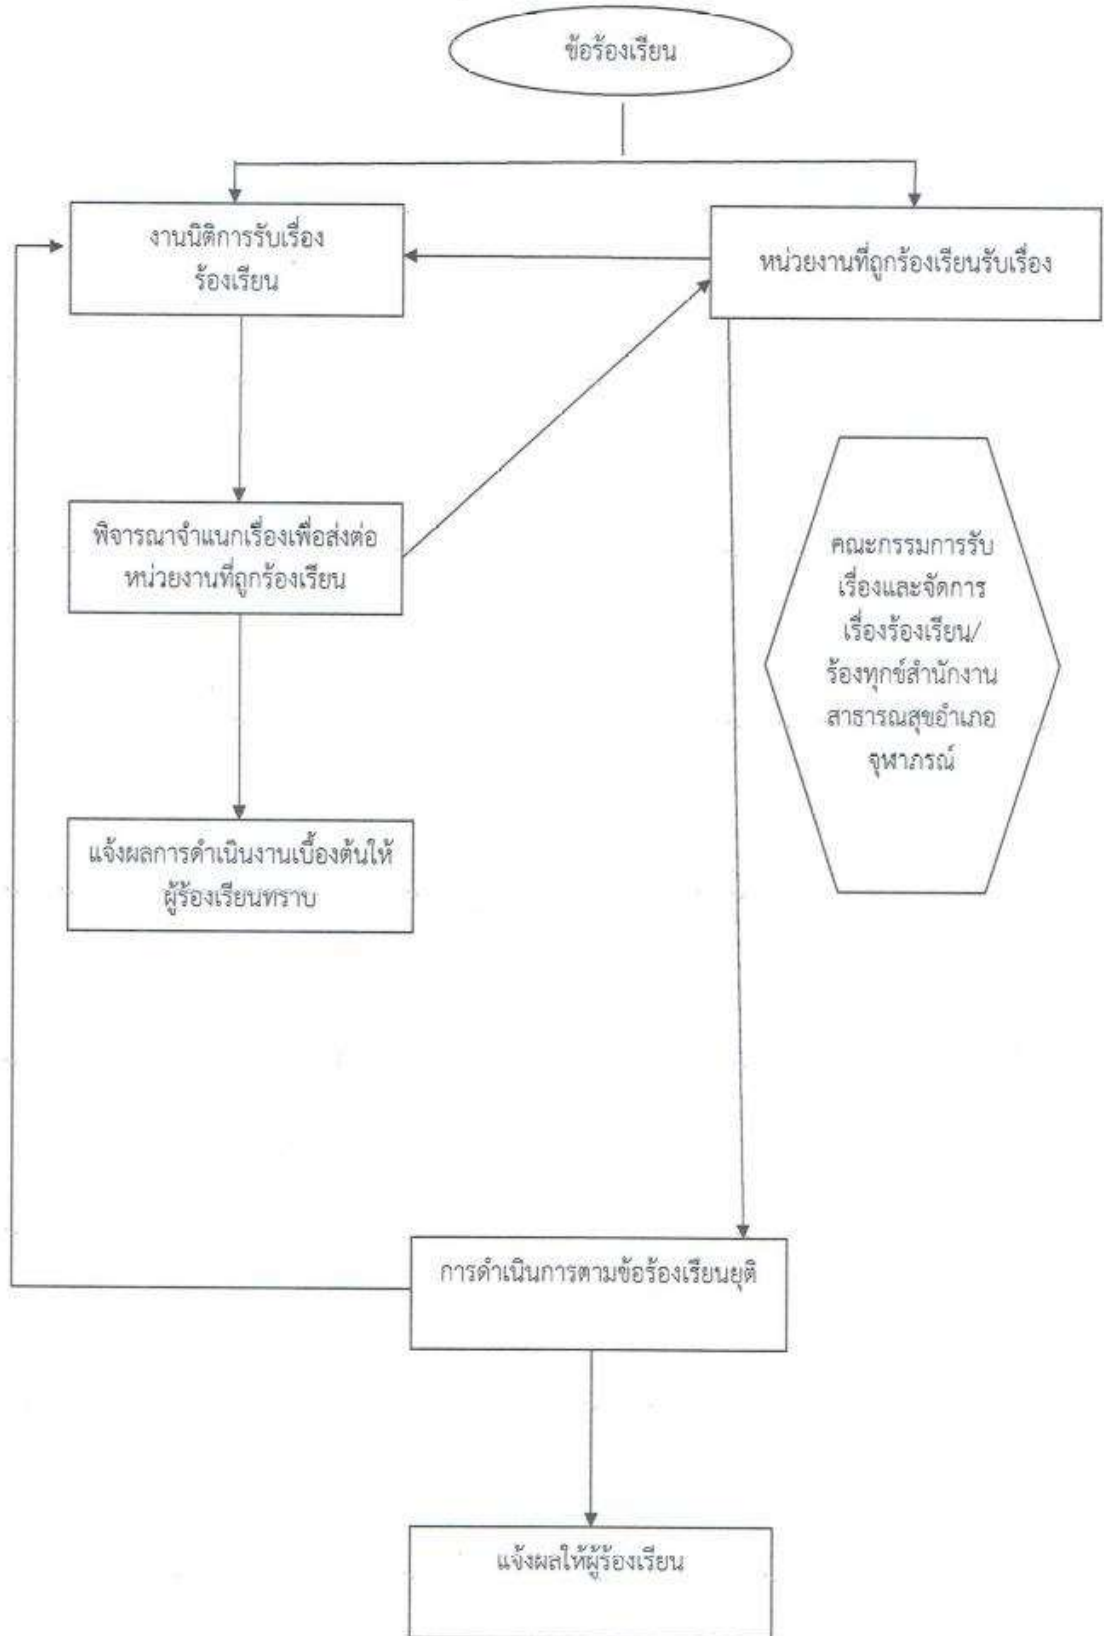 ข้อร้องเรียน
งานนิติการรับเรื่อง
ร้องเรียน
หน่วยงานที่ถูกร้องเรียนรับเรื่อง
พิจารณาจำแนกเรื่องเพื่อส่งต่อ
หน่วยงานที่ถูกร้องเรียน
คณะกรรมการรับ
เรื่องและจัดการ
เรื่องร้องเรียน/
ร้องทุกข์สำนักงาน
สาธารณสุขอำเภอ
จุฬาภรณ์
แจ้งผลการดำเนินงานเบื้องต้นให้
ผู้ร้องเรียนทราบ
การดำเนินการตามข้อร้องเรียนยุติ
แจ้งผลให้ผู้ร้องเรียน